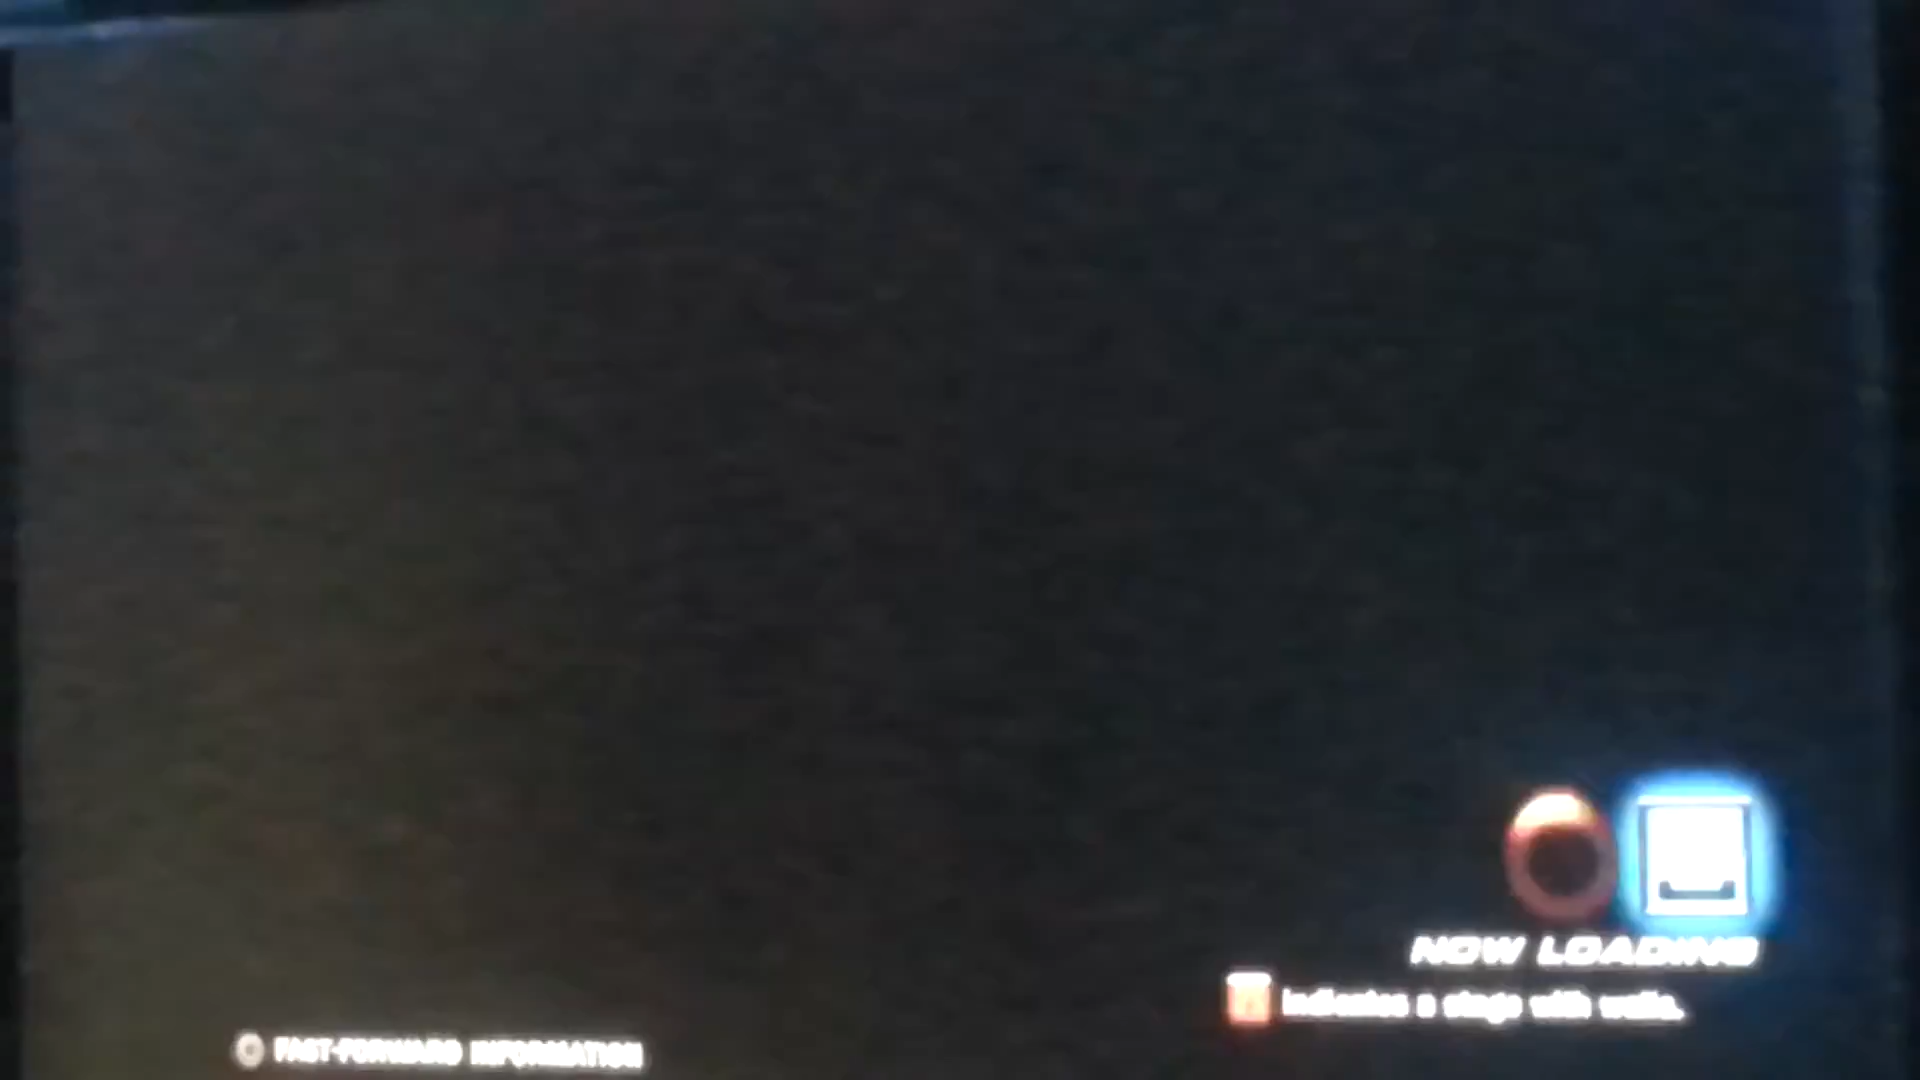 NOW LOADING
indicates a stage with walls.
FAST-FORWARD INFORMATION